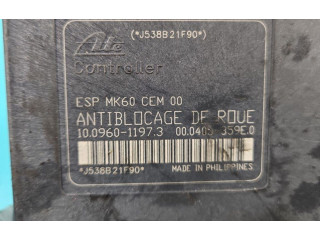 (*J538B21F90*)
Ate
Controller
ESP MK60 CEM 00
ANTIBLOCAGE DE ROUE
10.0960-1197.3 00.0405-359E.0
*J538B21F90* MADE IN PHILIPPINES